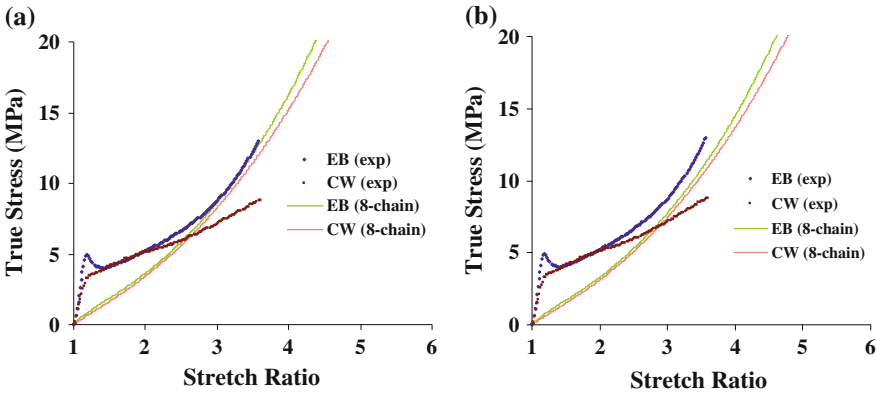 (a)
True Stress (MPa)
20
15
10
5
0
1 2 3 4 5 6
Stretch Ratio
EB (exp)
CW (exp)
EB (8-chain)
CW (8-chain)
(b)
True Stress (MPa)
20
15
10
5
0
1 2 3 4 5 6
Stretch Ratio
EB (exp)
CW (exp)
EB (8-chain)
CW (8-chain)